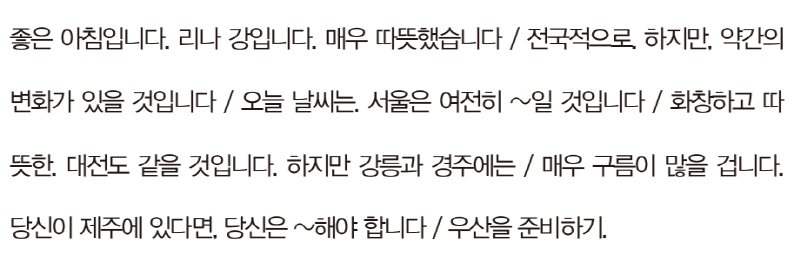 좋은 아침입니다. 리나 강입니다. 매우 따뜻했습니다 / 전국적으로. 하지만, 약간의
변화가 있을 것입니다 / 오늘 날씨는. 서울은 여전히 ~일 것입니다 / 화창하고 따
뜻한. 대전도 같을 것입니다. 하지만 강릉과 경주에는 / 매우 구름이 많을 겁니다.
당신이 제주에 있다면, 당신은 ~해야 합니다 / 우산을 준비하기.